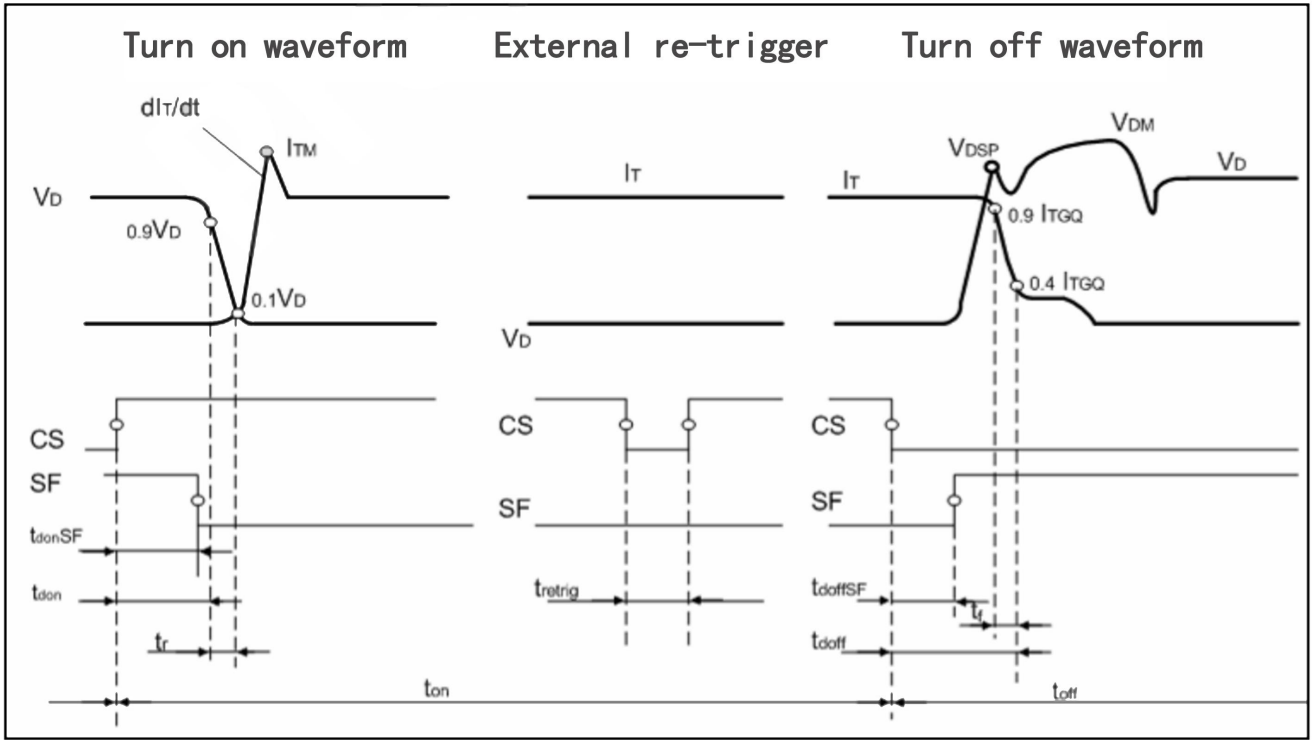 Turn on waveform
External re-trigger
Turn off waveform
dIT/dt
ITM
VD
0.9VD
0.1VD
CS
SF
tdonSF
tdon
tr
ton
IT
VD
CS
SF
tretrig
IT
VDSP
VDM
VD
0.9 ITGQ
0.4 ITGQ
CS
SF
tdoffSF
tf
tdoff
toff